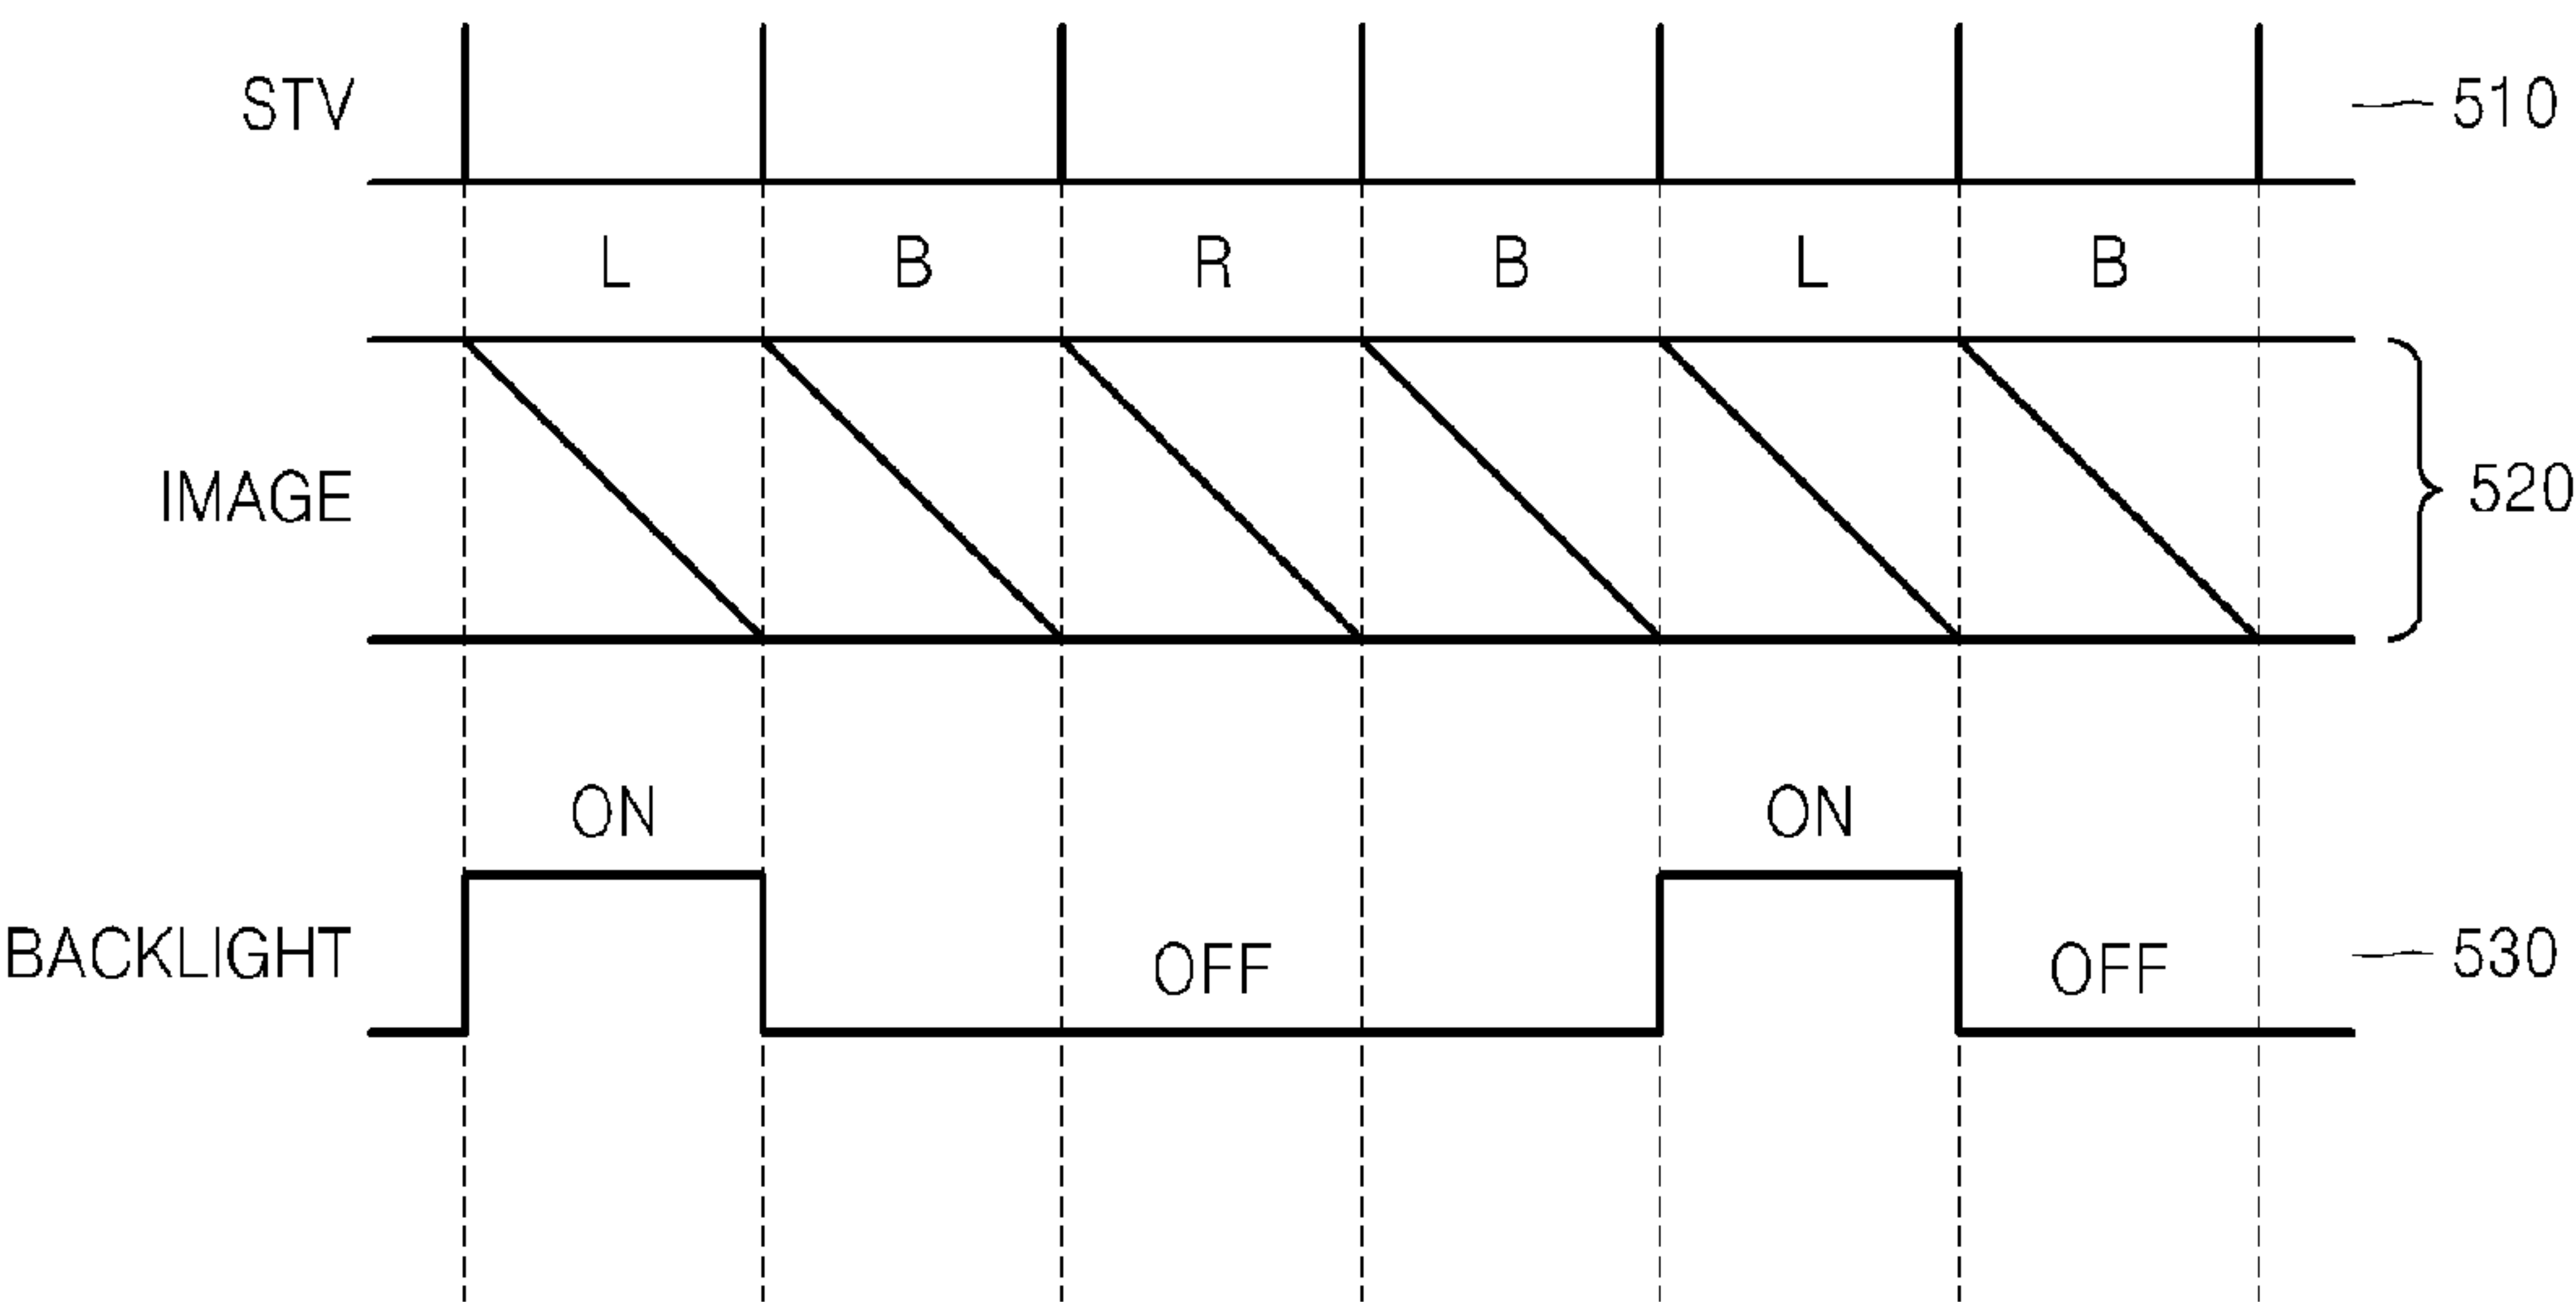 STV 510
L B R B L B
IMAGE 520
ON ON
BACKLIGHT OFF OFF 530